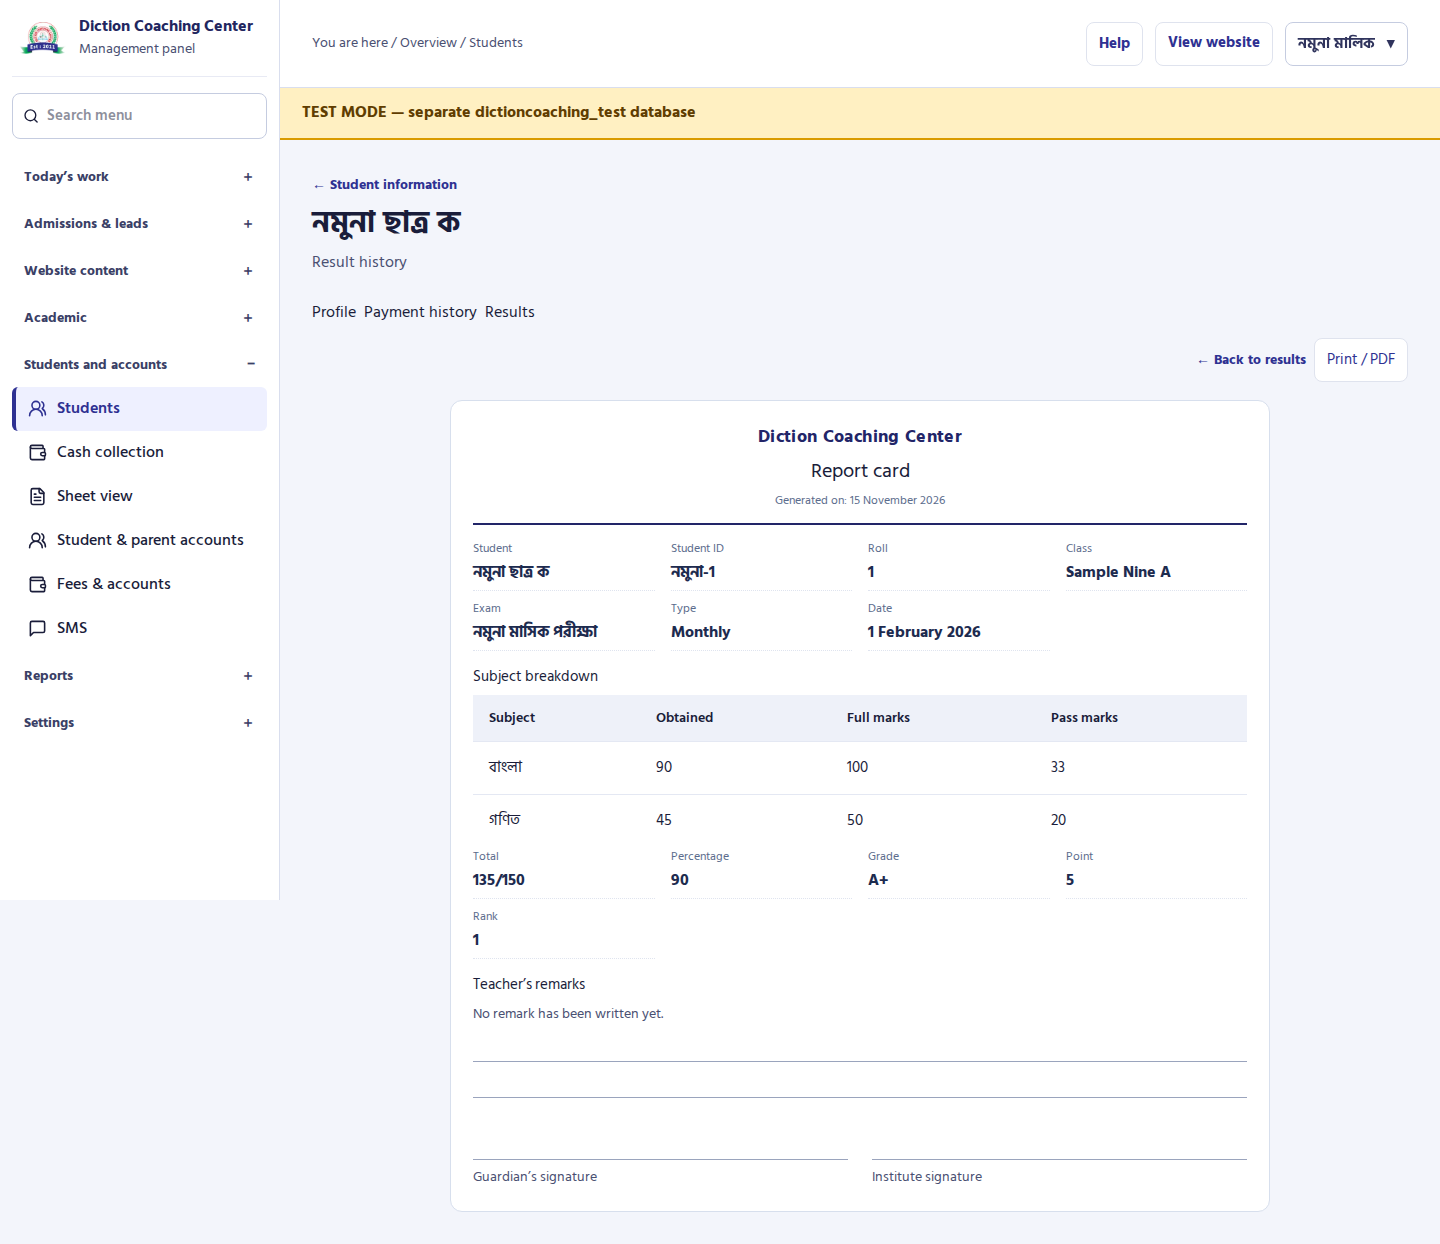 Diction Coaching Center
Management panel
Est : 2011
Search menu
Today's work +
Admissions & leads +
Website content +
Academic +
Students and accounts −
Students
Cash collection
Sheet view
Student & parent accounts
Fees & accounts
SMS
Reports +
Settings +
You are here / Overview / Students
Help
View website
নমুনা মালিক ▼
TEST MODE — separate dictioncoaching_test database
← Student information
নমুনা ছাত্র ক
Result history
Profile Payment history Results
← Back to results
Print / PDF
Diction Coaching Center
Report card
Generated on: 15 November 2026
Student Student ID Roll Class
নমুনা ছাত্র ক নমুনা-1 1 Sample Nine A
Exam Type Date
নমুনা মাসিক পরীক্ষা Monthly 1 February 2026
Subject breakdown
Subject Obtained Full marks Pass marks
বাংলা 90 100 33
গণিত 45 50 20
Total Percentage Grade Point
135/150 90 A+ 5
Rank
1
Teacher's remarks
No remark has been written yet.
Guardian's signature Institute signature